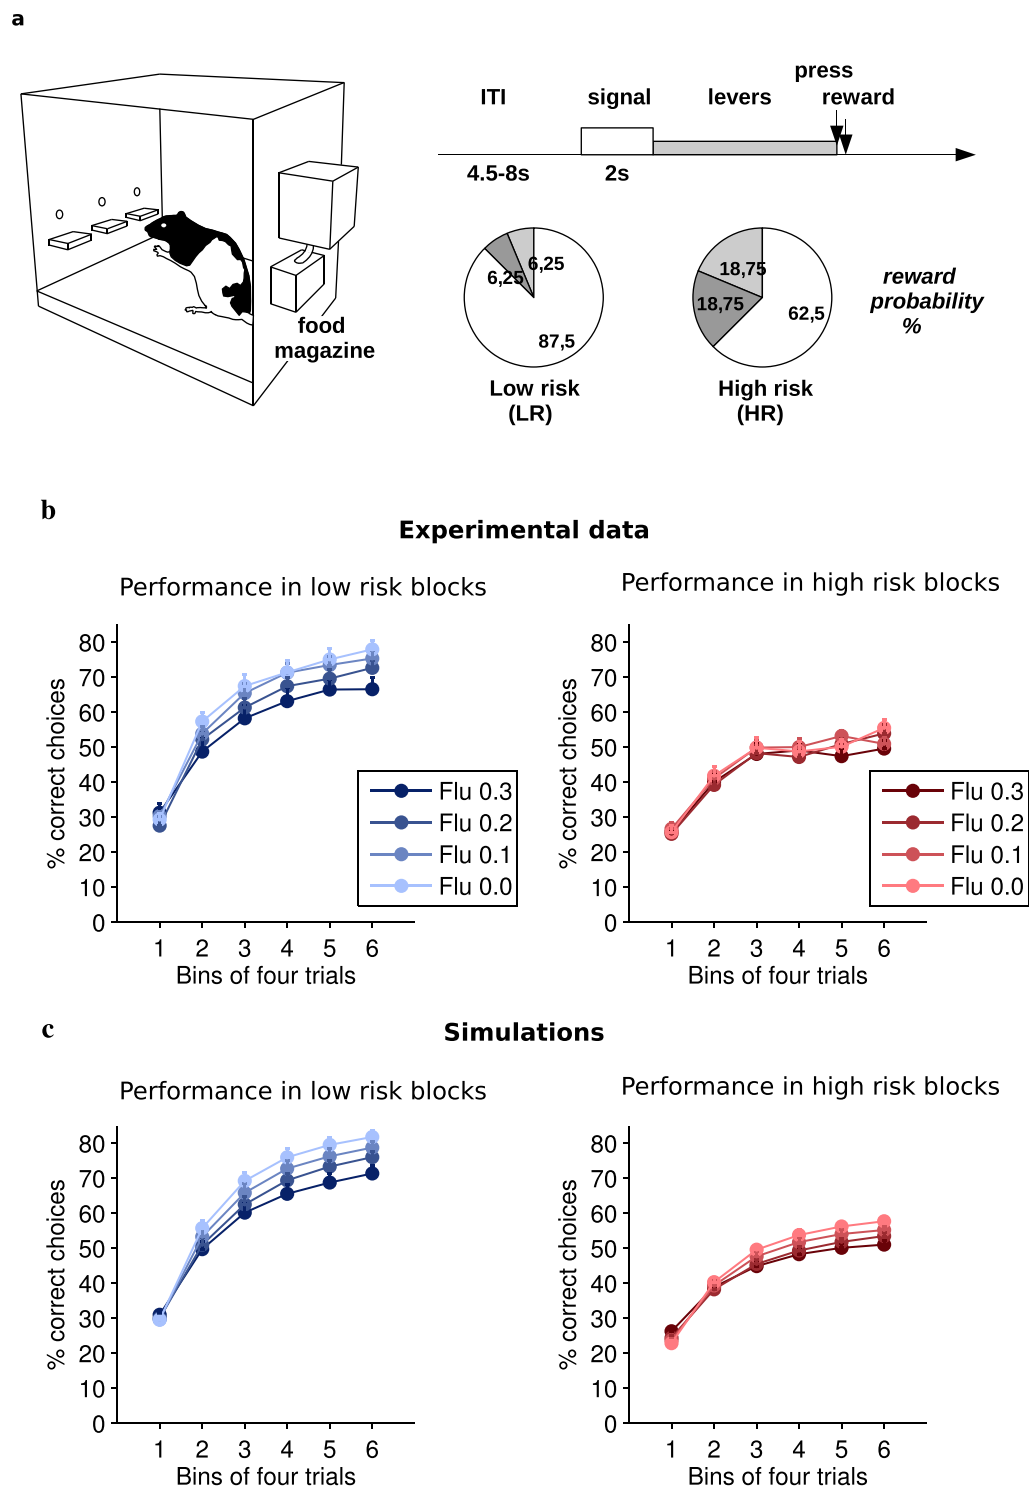 a
press
ITI signal levers reward
4.5-8s 2s
6,25 6,25
87,5
18,75
18,75
62,5
reward
probability
%
food
magazine
Low risk
(LR)
High risk
(HR)
b
Experimental data
Performance in low risk blocks
% correct choices
80
70
60
50
40
30
20
10
0
1 2 3 4 5 6
Bins of four trials
Flu 0.3
Flu 0.2
Flu 0.1
Flu 0.0
Performance in high risk blocks
% correct choices
80
70
60
50
40
30
20
10
0
1 2 3 4 5 6
Bins of four trials
Flu 0.3
Flu 0.2
Flu 0.1
Flu 0.0
c
Simulations
Performance in low risk blocks
% correct choices
80
70
60
50
40
30
20
10
0
1 2 3 4 5 6
Bins of four trials
Performance in high risk blocks
% correct choices
80
70
60
50
40
30
20
10
0
1 2 3 4 5 6
Bins of four trials